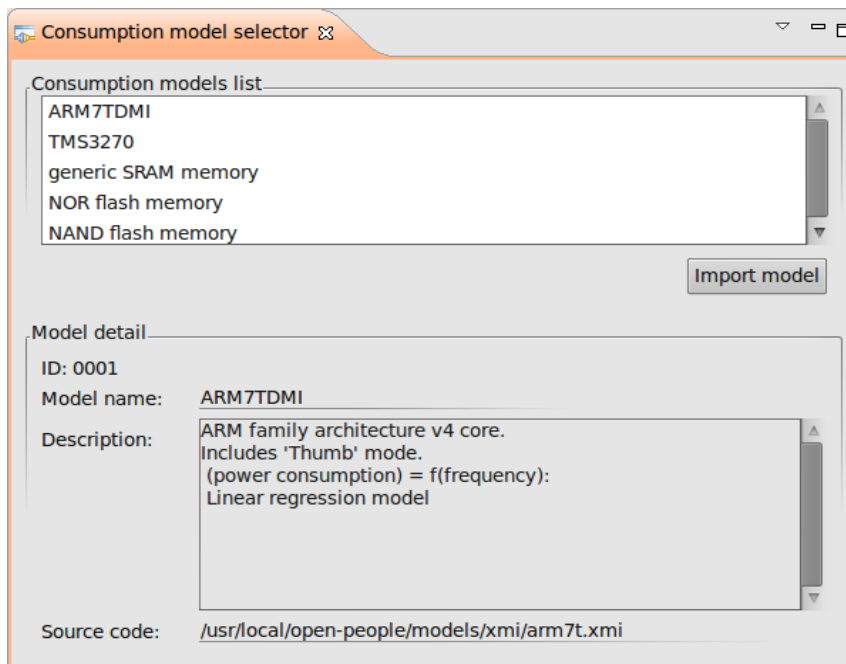 Consumption model selector
Consumption models list
ARM7TDMI
TMS3270
generic SRAM memory
NOR flash memory
NAND flash memory
Import model
Model detail
ID: 0001
Model name: ARM7TDMI
Description: ARM family architecture v4 core.
Includes 'Thumb' mode.
(power consumption) = f(frequency):
Linear regression model
Source code: /usr/local/open-people/models/xmi/arm7t.xmi